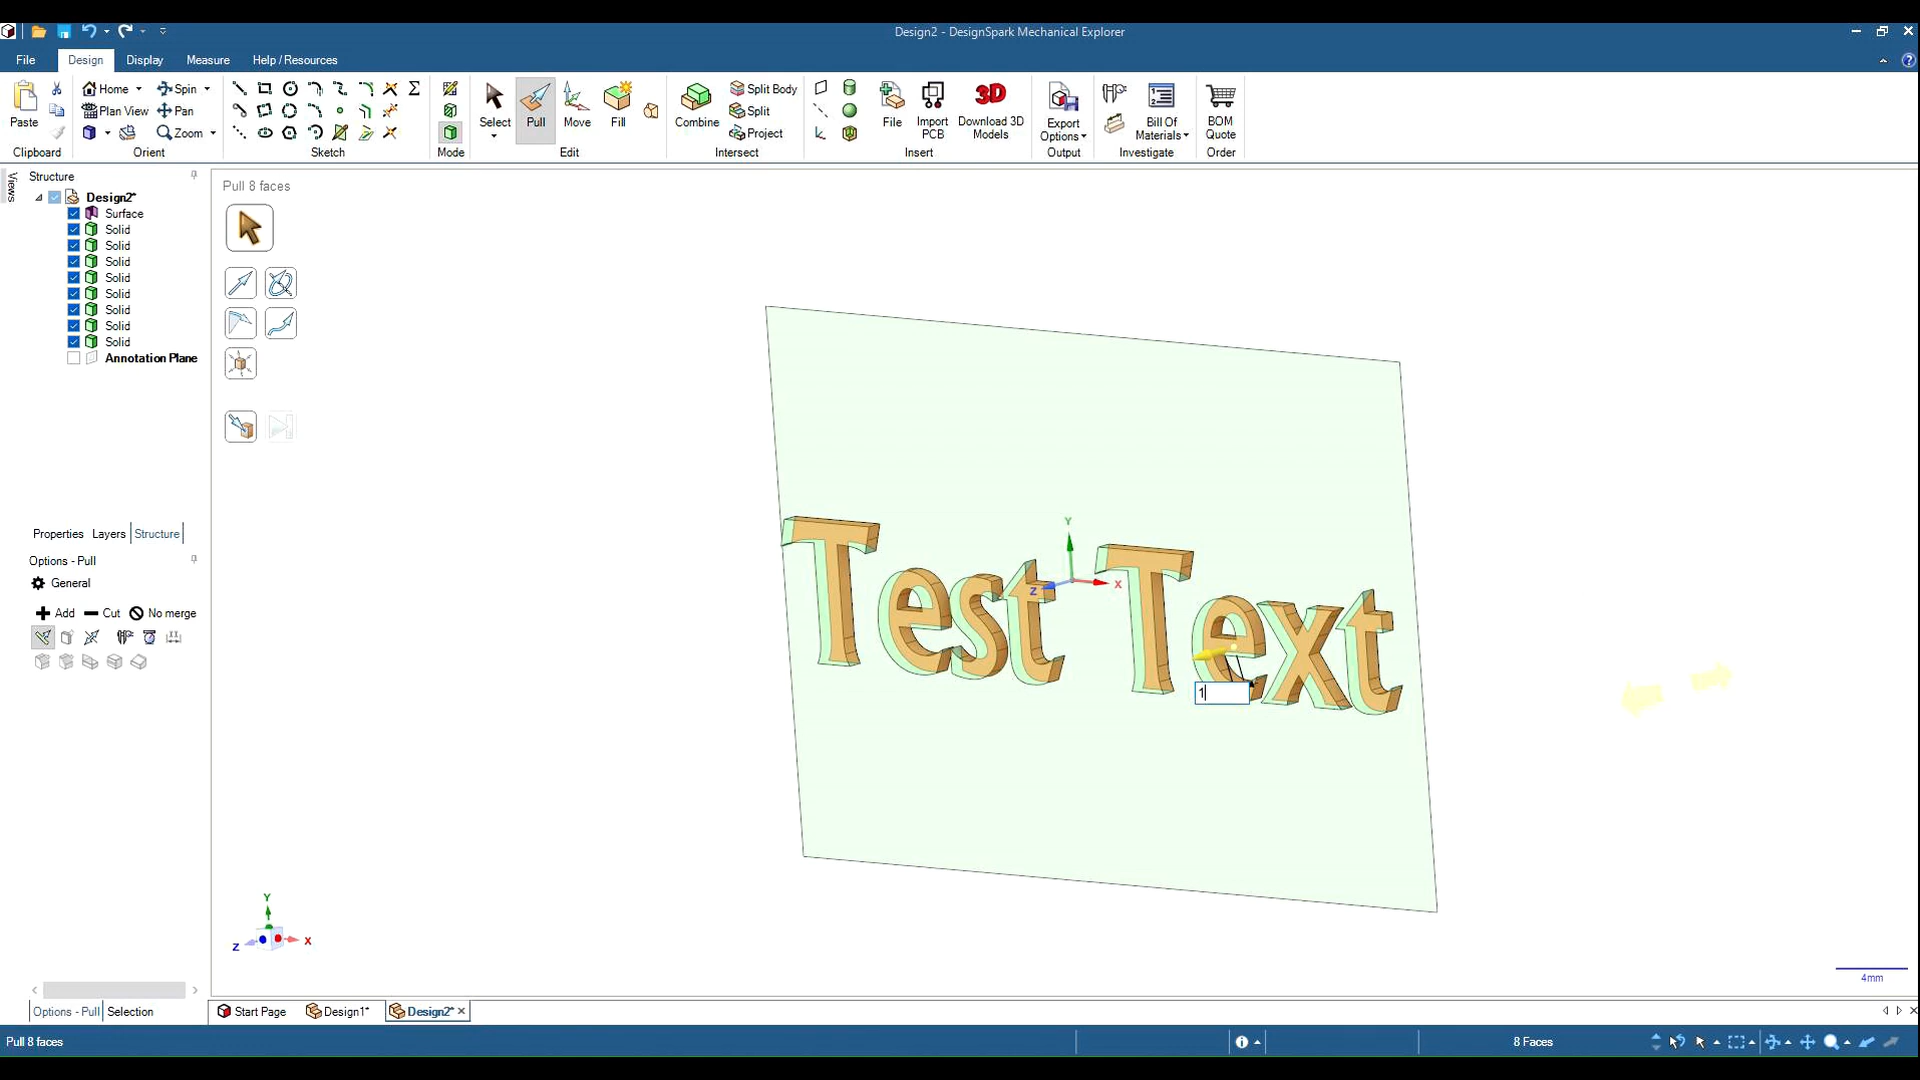 Design2 - DesignSpark Mechanical Explorer
File Design Display Measure Help / Resources
Paste
Home
Plan View
Spin
Pan
Zoom
Select
Pull
Move
Fill
Combine
Split Body
Split
Project
File
Import PCB
3D
Download 3D Models
Export Options
Bill Of Materials
BOM Quote
Clipboard Orient Sketch Mode Edit Intersect Insert Output Investigate Order
Views
Structure
Design2*
Surface
Solid
Solid
Solid
Solid
Solid
Solid
Solid
Solid
Annotation Plane
Properties Layers Structure
Options - Pull
General
Add Cut No merge
Options - Pull Selection
Pull 8 faces
Test Text
Y
X
Z
1
Y
Z
X
4mm
Start Page Design1* Design2*
Pull 8 faces
8 Faces